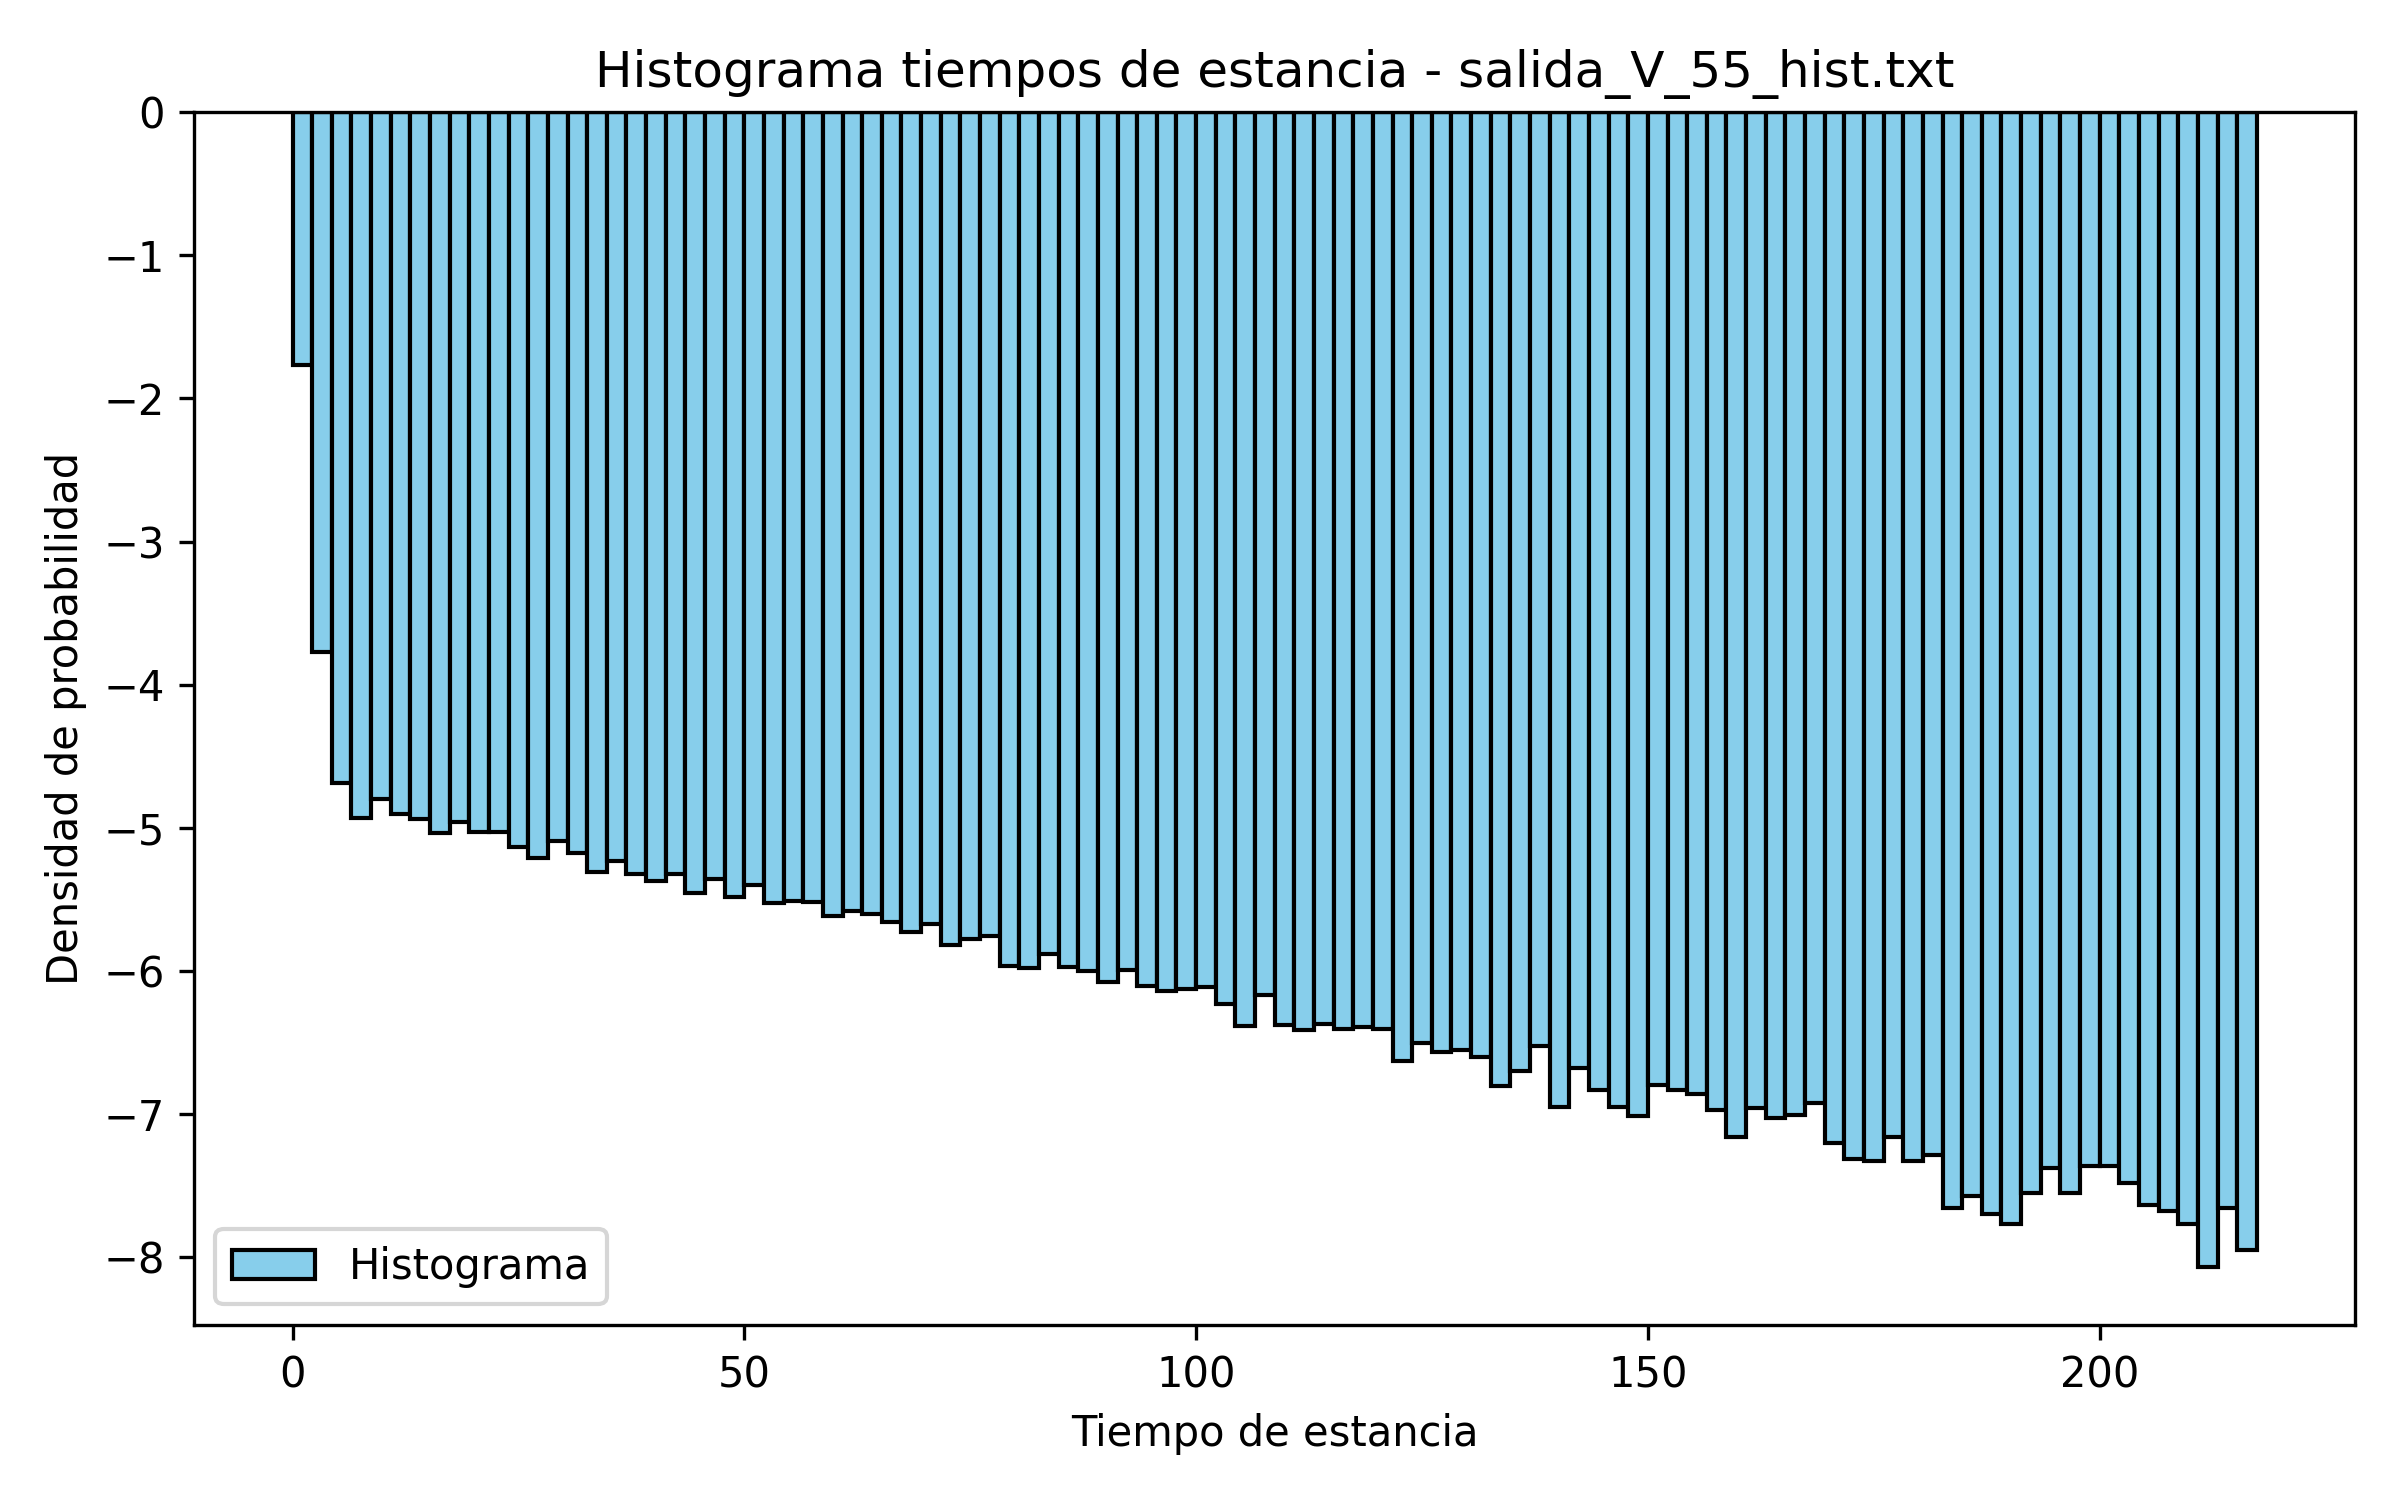 Histograma tiempos de estancia - salida_V_55_hist.txt
0
−1
−2
−3
−4
−5
−6
−7
−8
Densidad de probabilidad
Histograma
0 50 100 150 200
Tiempo de estancia